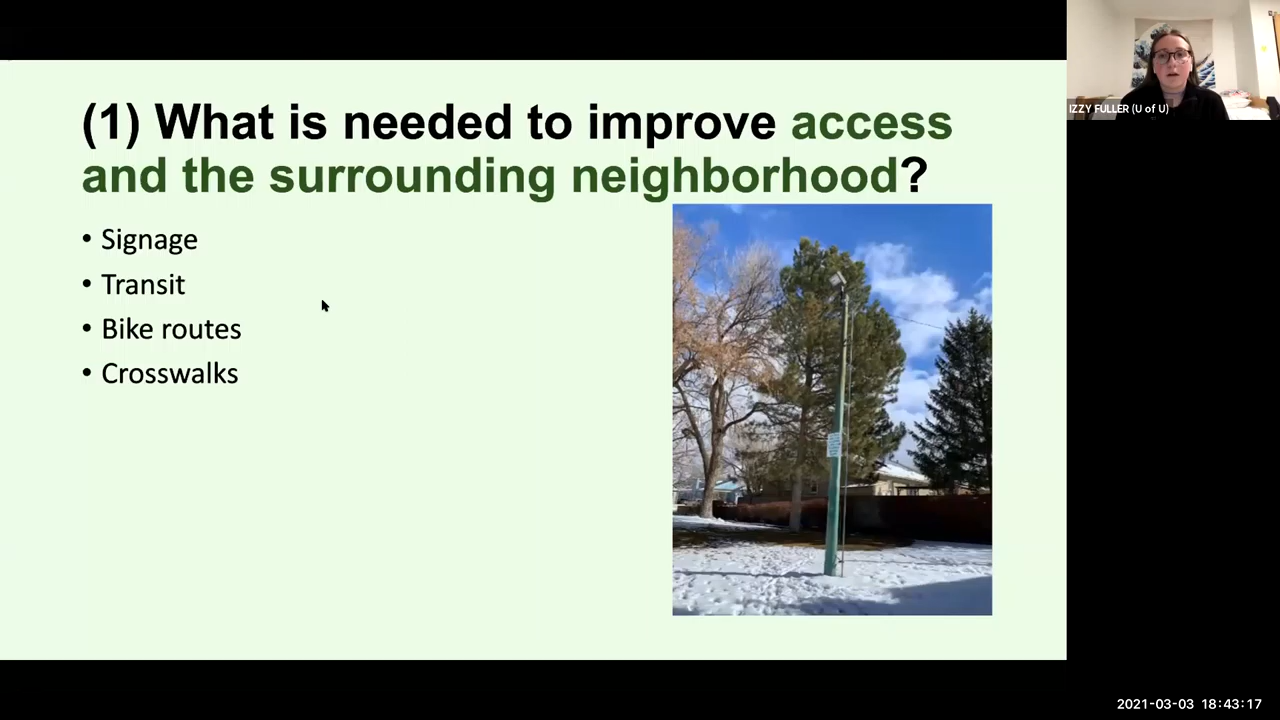 (1) What is needed to improve access
and the surrounding neighborhood?
• Signage
• Transit
• Bike routes
• Crosswalks
IZZY FULLER (U of U)
2021-03-03 18:43:17